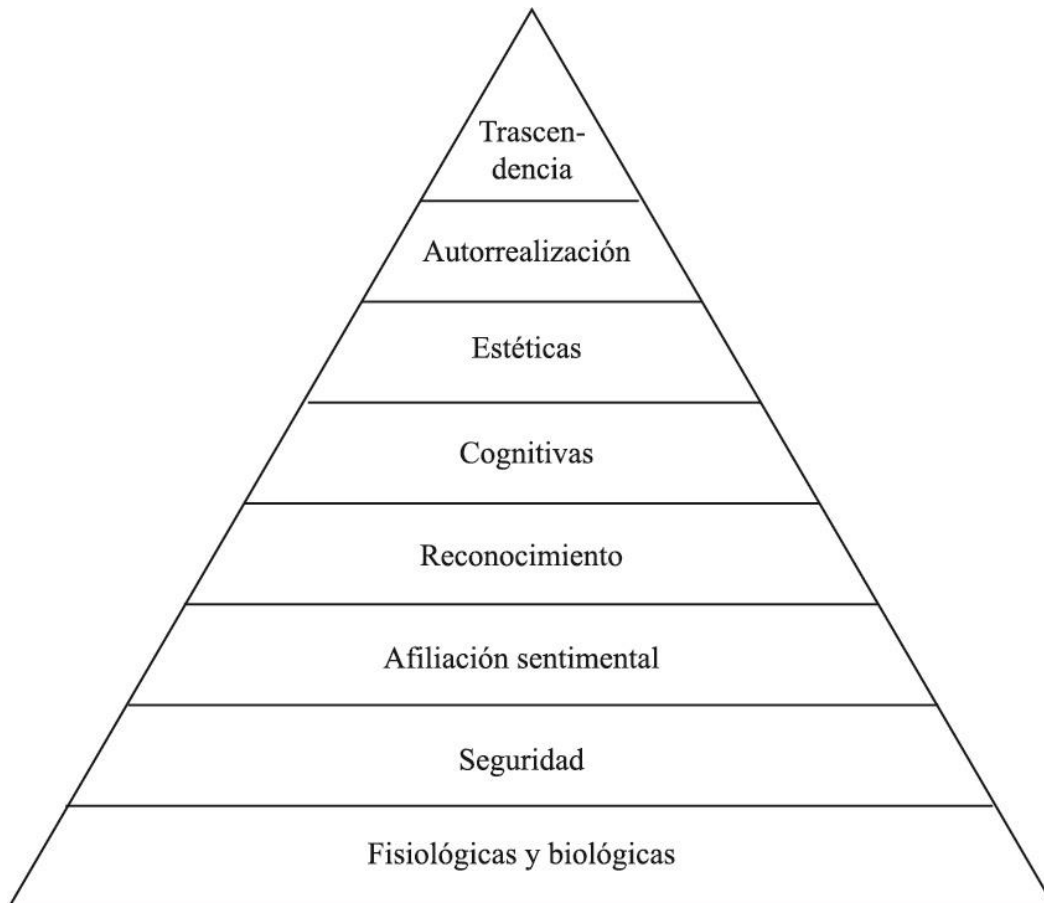 Trascen-
dencia
Autorrealización
Estéticas
Cognitivas
Reconocimiento
Afiliación sentimental
Seguridad
Fisiológicas y biológicas